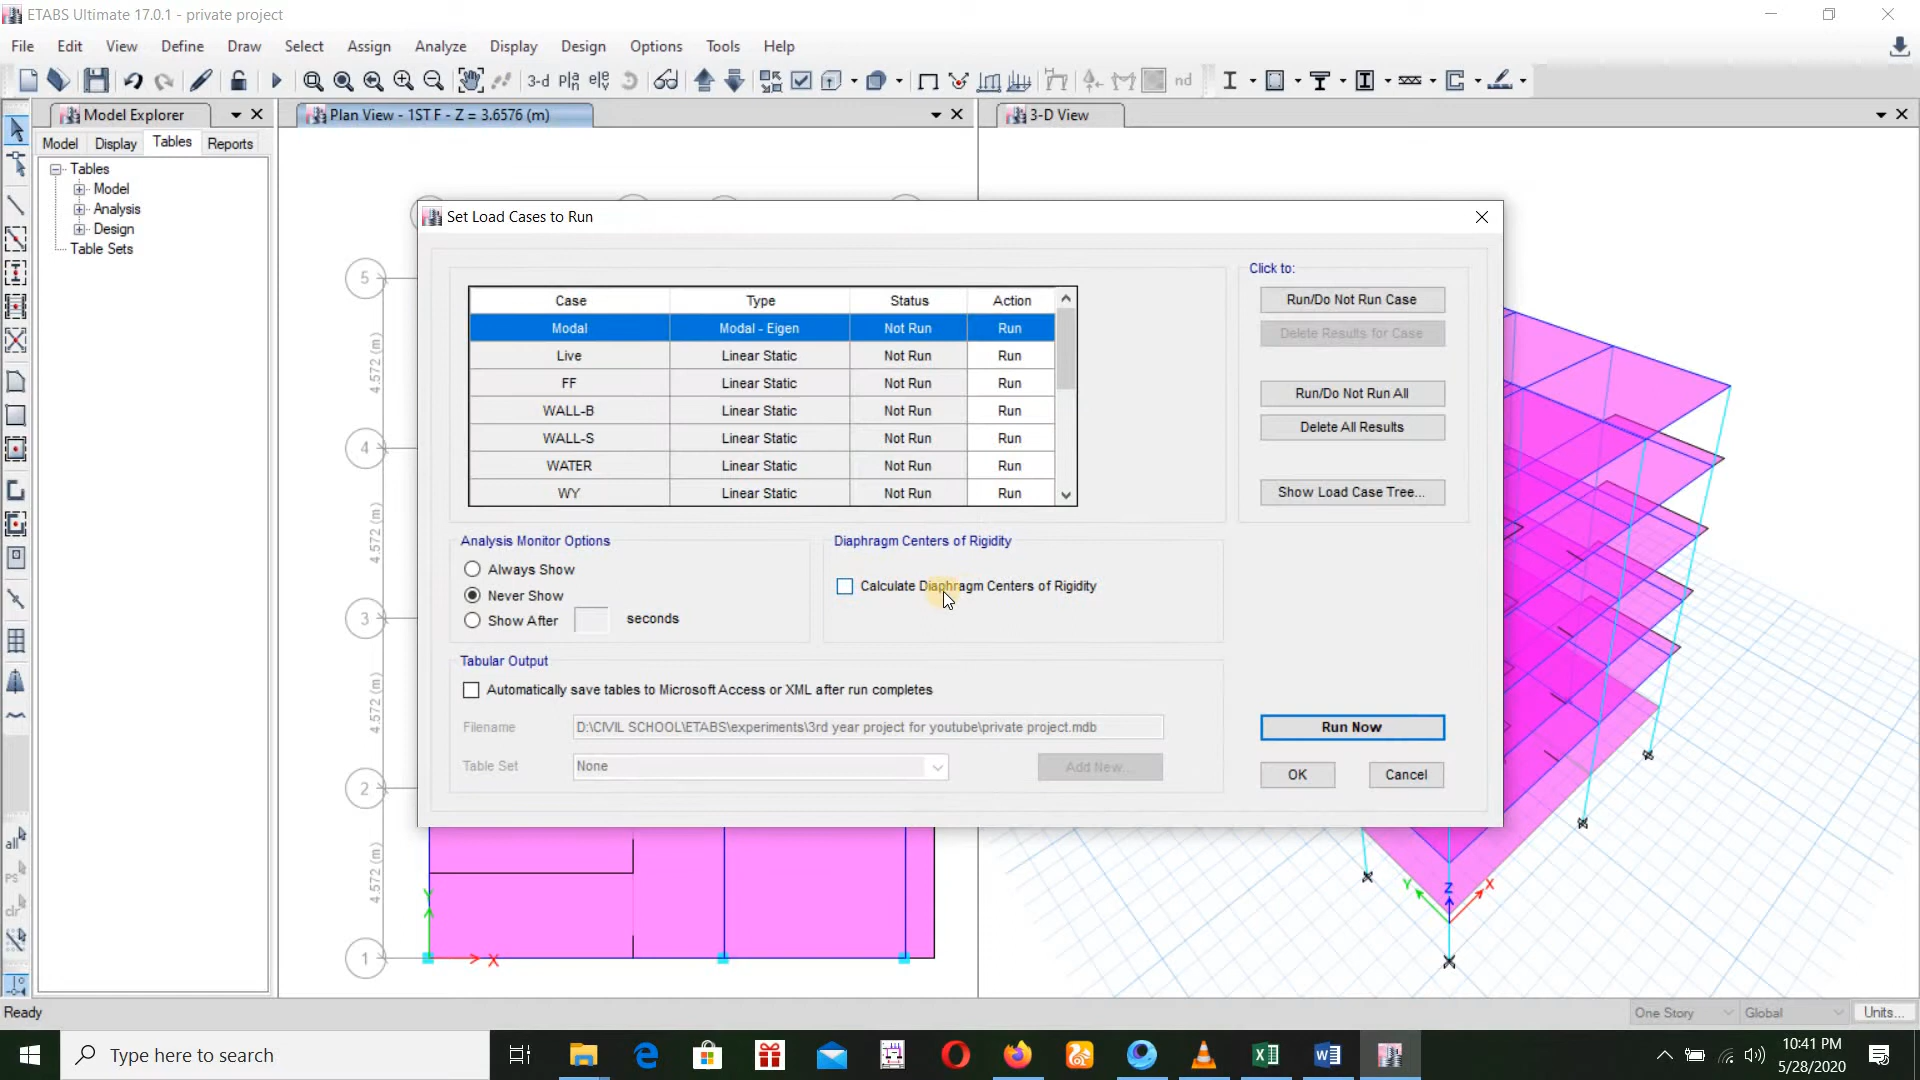 ETABS Ultimate 17.0.1 - private project
File Edit View Define Draw Select Assign Analyze Display Design Options Tools Help
3-d nd
Model Explorer
Model Display Tables Reports
Tables
Model
Analysis
Design
Table Sets
Plan View - 1ST F - Z = 3.6576 (m)
3-D View
5
4
3
2
1
4.572 (m)
4.572 (m)
4.572 (m)
4.572 (m)
Y
X
Set Load Cases to Run
Case Type Status Action
Modal Modal - Eigen Not Run Run
Live Linear Static Not Run Run
FF Linear Static Not Run Run
WALL-B Linear Static Not Run Run
WALL-S Linear Static Not Run Run
WATER Linear Static Not Run Run
WY Linear Static Not Run Run
Click to:
Run/Do Not Run Case
Delete Results for Case
Run/Do Not Run All
Delete All Results
Show Load Case Tree...
Analysis Monitor Options
Always Show
Never Show
Show After seconds
Diaphragm Centers of Rigidity
Calculate Diaphragm Centers of Rigidity
Tabular Output
Automatically save tables to Microsoft Access or XML after run completes
Filename D:\CIVIL SCHOOL\ETABS\experiments\3rd year project for youtube\private project.mdb
Table Set None Add New...
Run Now
OK Cancel
Y Z X
all
PS
clr
Ready
One Story Global Units...
Type here to search
10:41 PM
5/28/2020